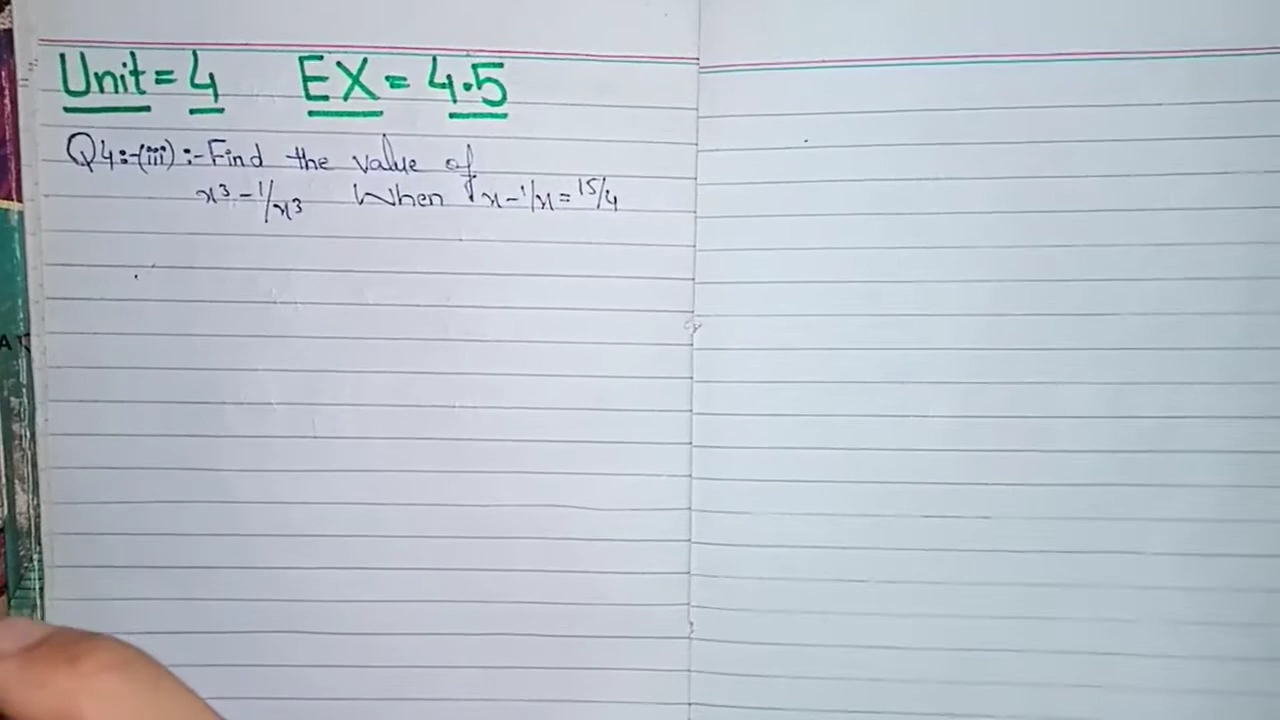 Unit = 4 EX = 4.5
Q4:-(iii) :- Find the value of
x³ - 1/x³ When x - 1/x = 15/4